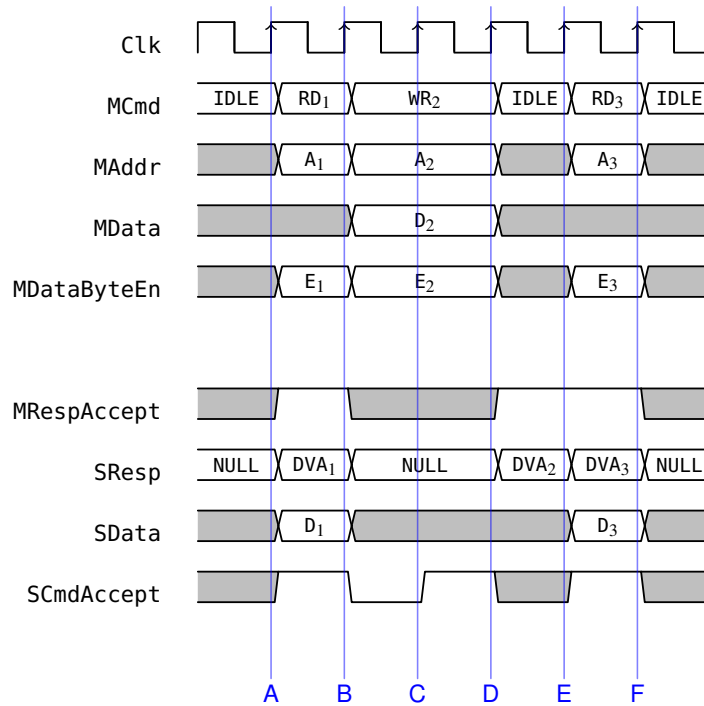 Clk
MCmd IDLE RD₁ WR₂ IDLE RD₃ IDLE
MAddr A₁ A₂ A₃
MData D₂
MDataByteEn E₁ E₂ E₃
MRespAccept
SResp NULL DVA₁ NULL DVA₂ DVA₃ NULL
SData D₁ D₃
SCmdAccept
A B C D E F